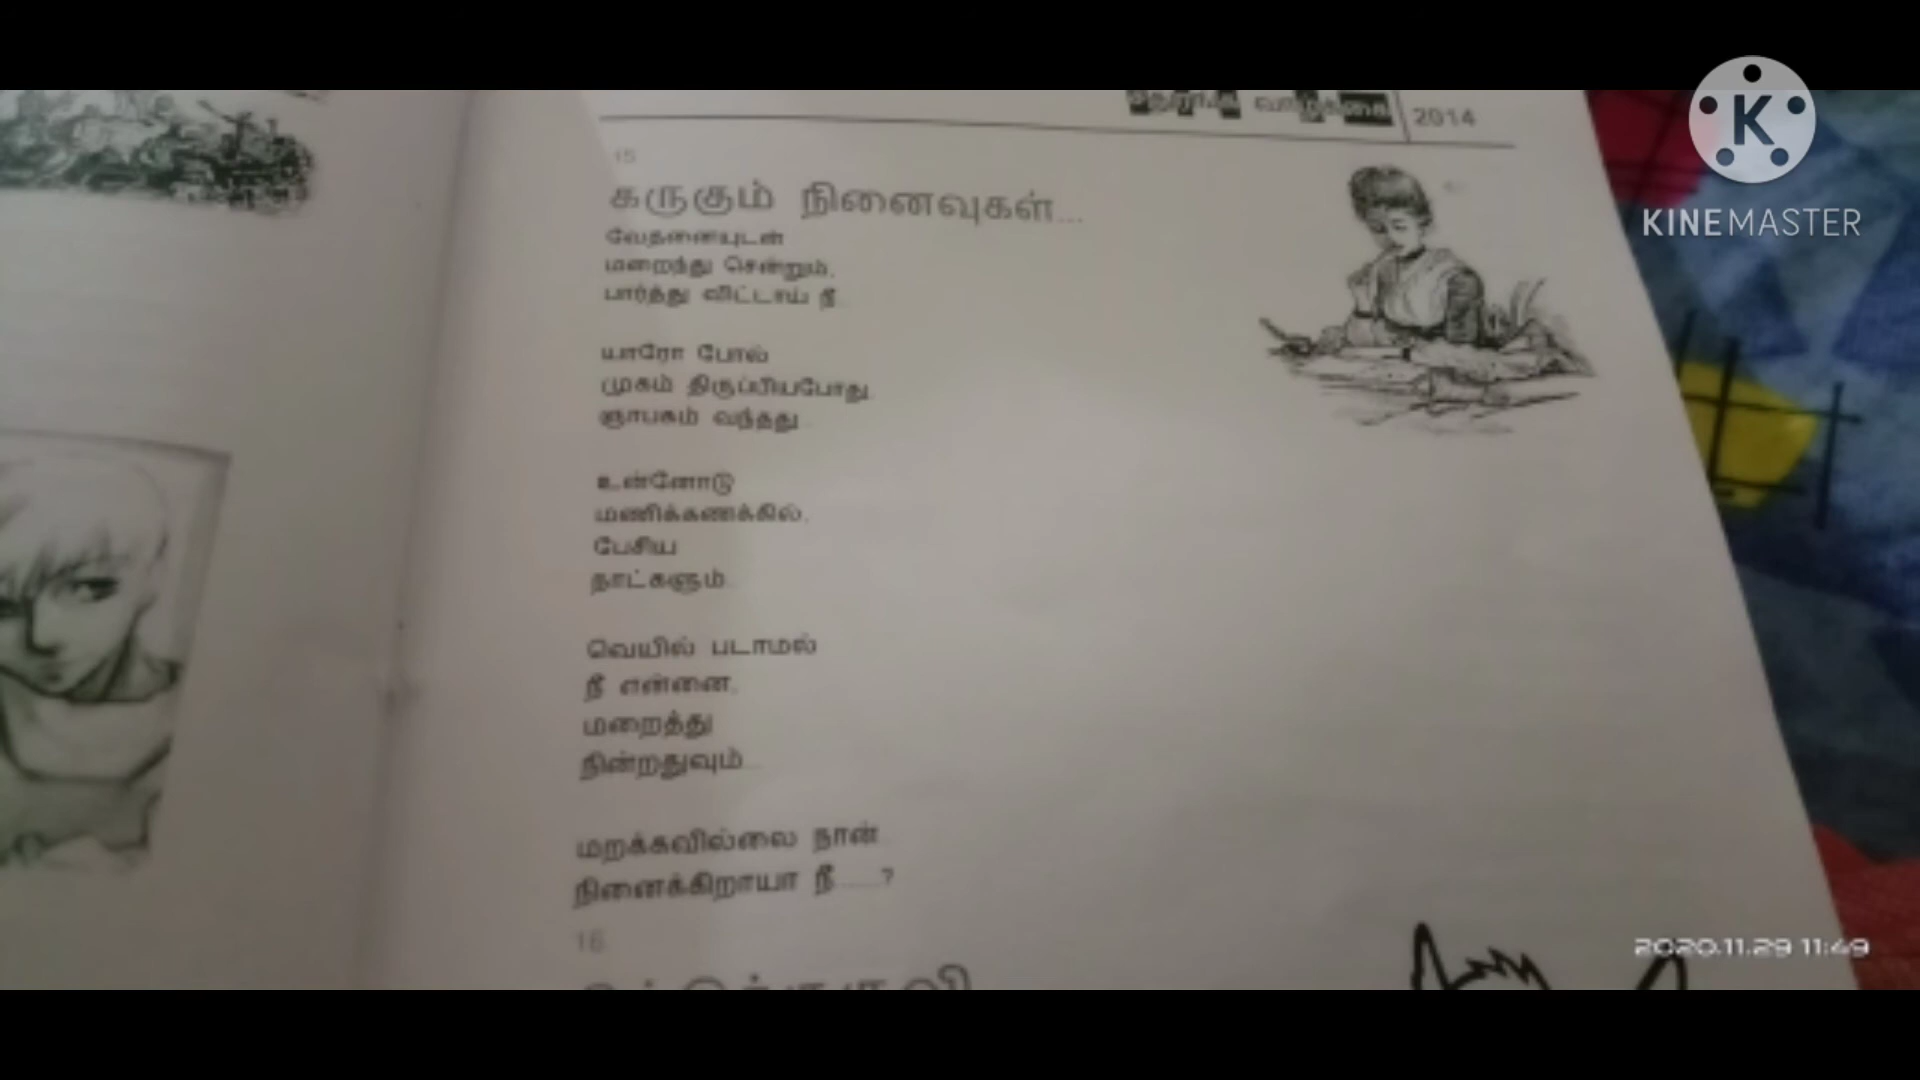 2014
15
கருகும் நினைவுகள்...
வேதனையுடன்
மறைந்து சென்றும்,
பார்த்து விட்டாய் நீ..
யாரோ போல்
முகம் திருப்பியபோது,
ஞாபகம் வந்தது..
உன்னோடு
மணிக்கணக்கில்,
பேசிய
நாட்களும்..
வெயில் படாமல்
நீ என்னை,
மறைத்து
நின்றதுவும்...
மறக்கவில்லை நான்
நினைக்கிறாயா நீ.......?
16
K
KINEMASTER
2020.11.29 11:49